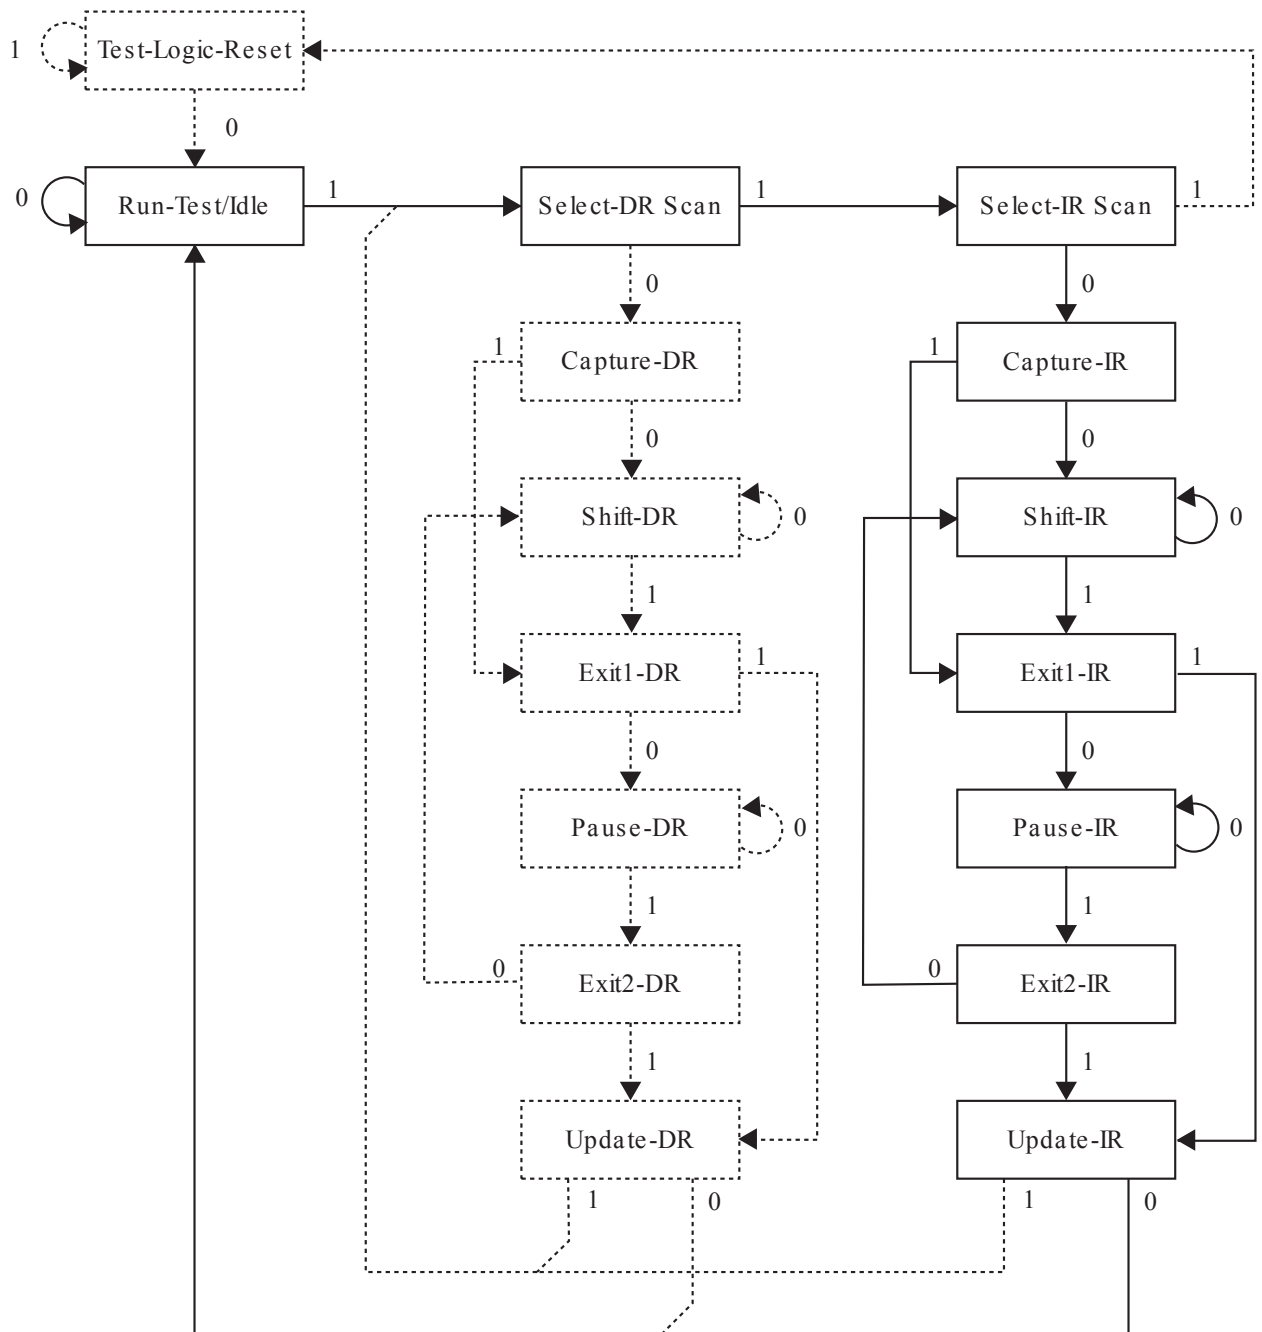 1
Test-Logic-Reset
0
0
Run-Test/Idle
1
Select-DR Scan
1
Select-IR Scan
1
0
0
1
Capture-DR
1
Capture-IR
0
0
Shift-DR
0
Shift-IR
0
1
1
Exit1-DR
1
Exit1-IR
1
0
0
Pause-DR
0
Pause-IR
0
1
1
0
Exit2-DR
0
Exit2-IR
1
1
Update-DR
Update-IR
1
0
1
0